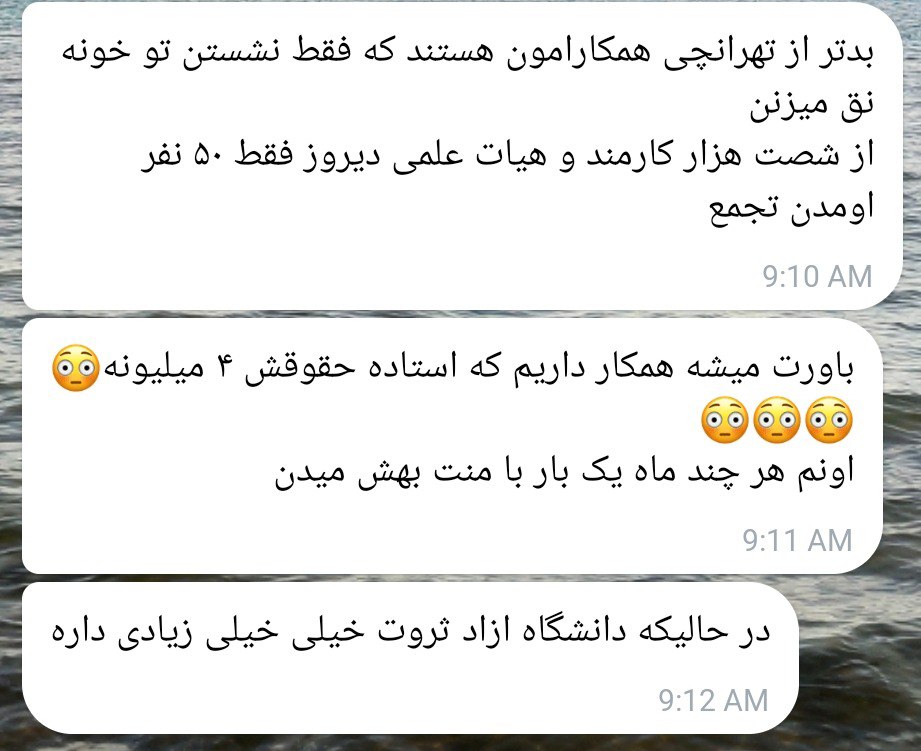 بدتر از تهرانچی همکارامون هستند که فقط نشستن تو خونه
نق میزنن
از شصت هزار کارمند و هیات علمی دیروز فقط ۵۰ نفر
اومدن تجمع
9:10 AM
باورت میشه همکار داریم که استاده حقوقش ۴ میلیونه😳
😳😳😳
اونم هر چند ماه یک بار با منت بهش میدن
9:11 AM
در حالیکه دانشگاه ازاد ثروت خیلی خیلی زیادی داره
9:12 AM